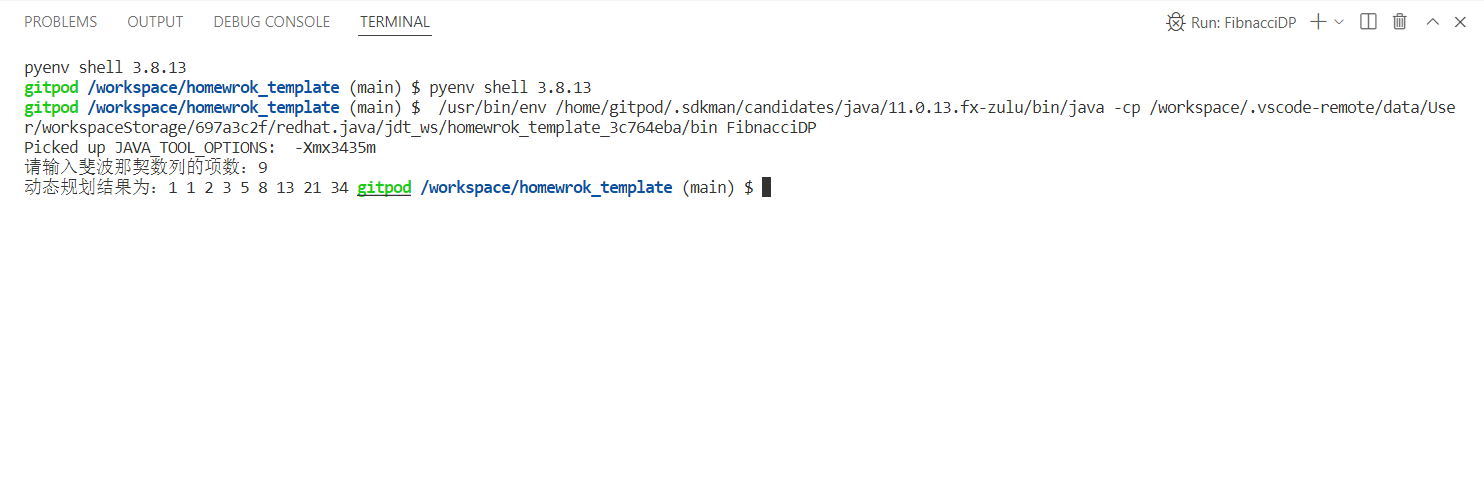 PROBLEMS OUTPUT DEBUG CONSOLE TERMINAL Run: FibnacciDP
pyenv shell 3.8.13
gitpod /workspace/homewrok_template (main) $ pyenv shell 3.8.13
gitpod /workspace/homewrok_template (main) $  /usr/bin/env /home/gitpod/.sdkman/candidates/java/11.0.13.fx-zulu/bin/java -cp /workspace/.vscode-remote/data/Use
r/workspaceStorage/697a3c2f/redhat.java/jdt_ws/homewrok_template_3c764eba/bin FibnacciDP
Picked up JAVA_TOOL_OPTIONS:  -Xmx3435m
请输入斐波那契数列的项数：9
动态规划结果为：1 1 2 3 5 8 13 21 34 gitpod /workspace/homewrok_template (main) $